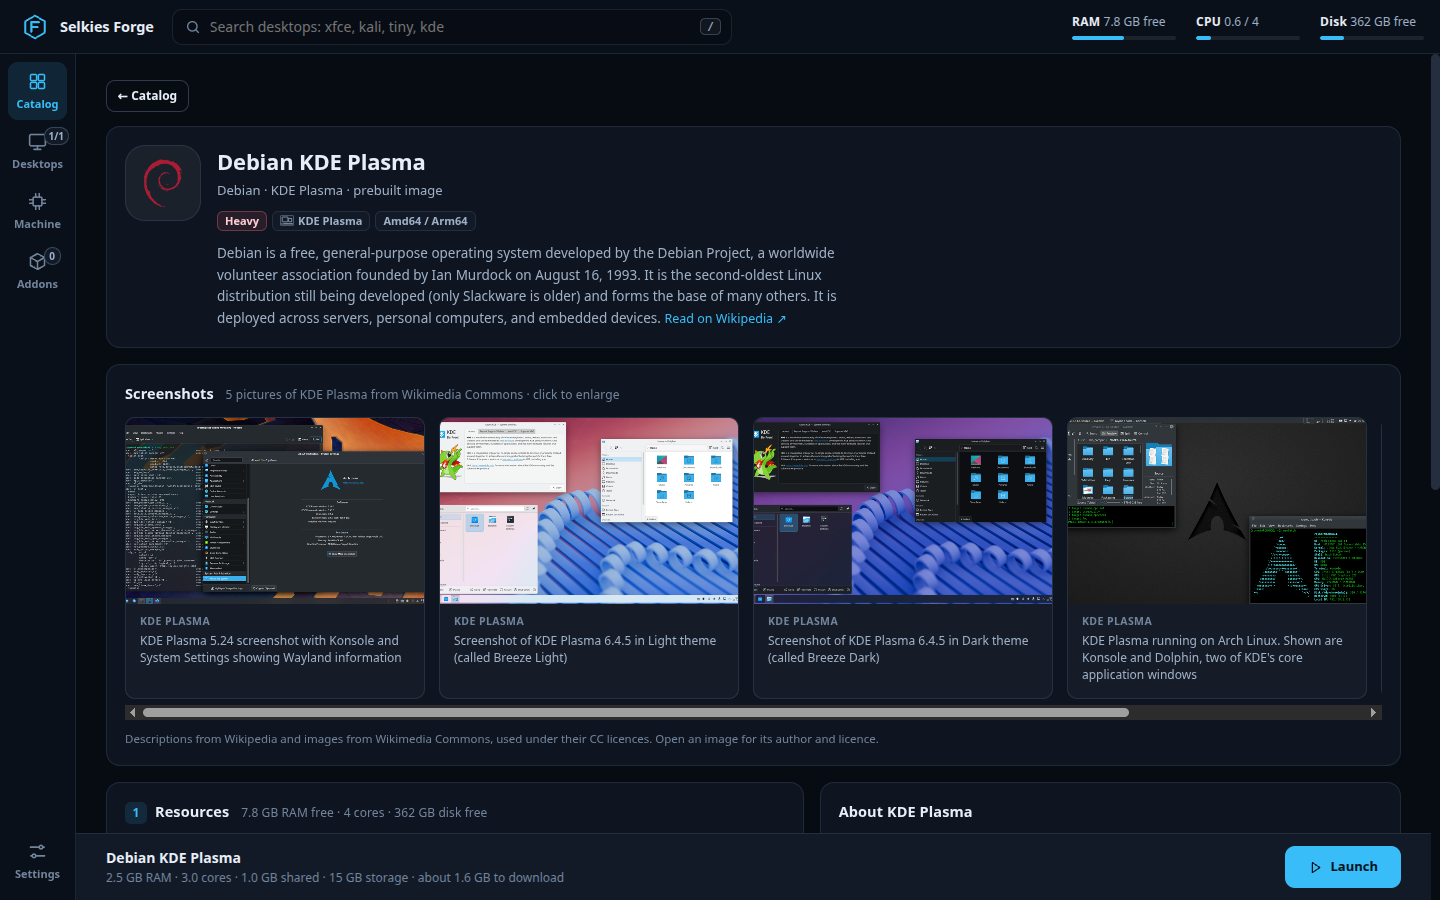 Selkies Forge
Search desktops: xfce, kali, tiny, kde
/
RAM 7.8 GB free
CPU 0.6 / 4
Disk 362 GB free
Catalog
1/1
Desktops
Machine
0
Addons
Settings
← Catalog
Debian KDE Plasma
Debian · KDE Plasma · prebuilt image
Heavy
KDE Plasma
Amd64 / Arm64
Debian is a free, general-purpose operating system developed by the Debian Project, a worldwide
volunteer association founded by Ian Murdock on August 16, 1993. It is the second-oldest Linux
distribution still being developed (only Slackware is older) and forms the base of many others. It is
deployed across servers, personal computers, and embedded devices. Read on Wikipedia ↗
Screenshots 5 pictures of KDE Plasma from Wikimedia Commons · click to enlarge
KDE PLASMA
KDE Plasma 5.24 screenshot with Konsole and
System Settings showing Wayland information
KDE PLASMA
Screenshot of KDE Plasma 6.4.5 in Light theme
(called Breeze Light)
KDE PLASMA
Screenshot of KDE Plasma 6.4.5 in Dark theme
(called Breeze Dark)
KDE PLASMA
KDE Plasma running on Arch Linux. Shown are
Konsole and Dolphin, two of KDE's core
application windows
Descriptions from Wikipedia and images from Wikimedia Commons, used under their CC licences. Open an image for its author and licence.
1 Resources 7.8 GB RAM free · 4 cores · 362 GB disk free
About KDE Plasma
Debian KDE Plasma
2.5 GB RAM · 3.0 cores · 1.0 GB shared · 15 GB storage · about 1.6 GB to download
Launch